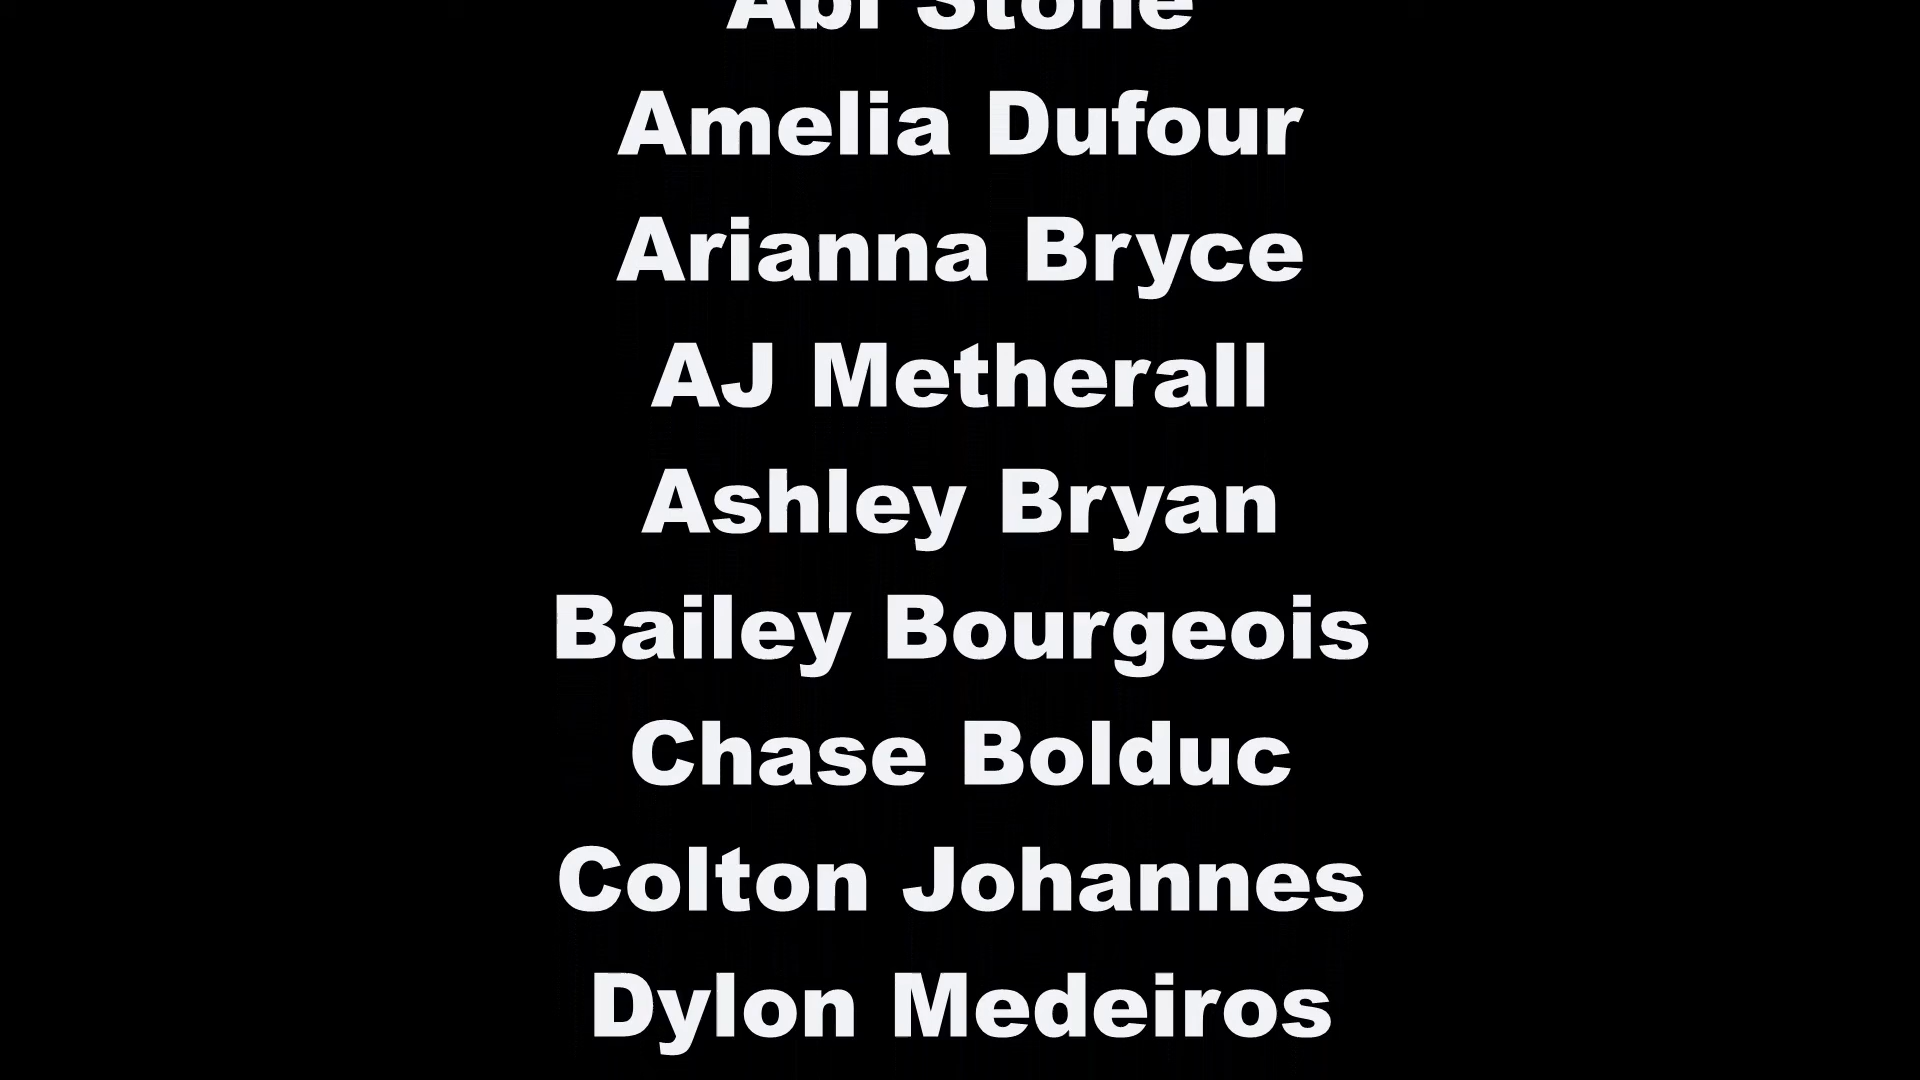 Abi Stone
Amelia Dufour
Arianna Bryce
AJ Metherall
Ashley Bryan
Bailey Bourgeois
Chase Bolduc
Colton Johannes
Dylon Medeiros